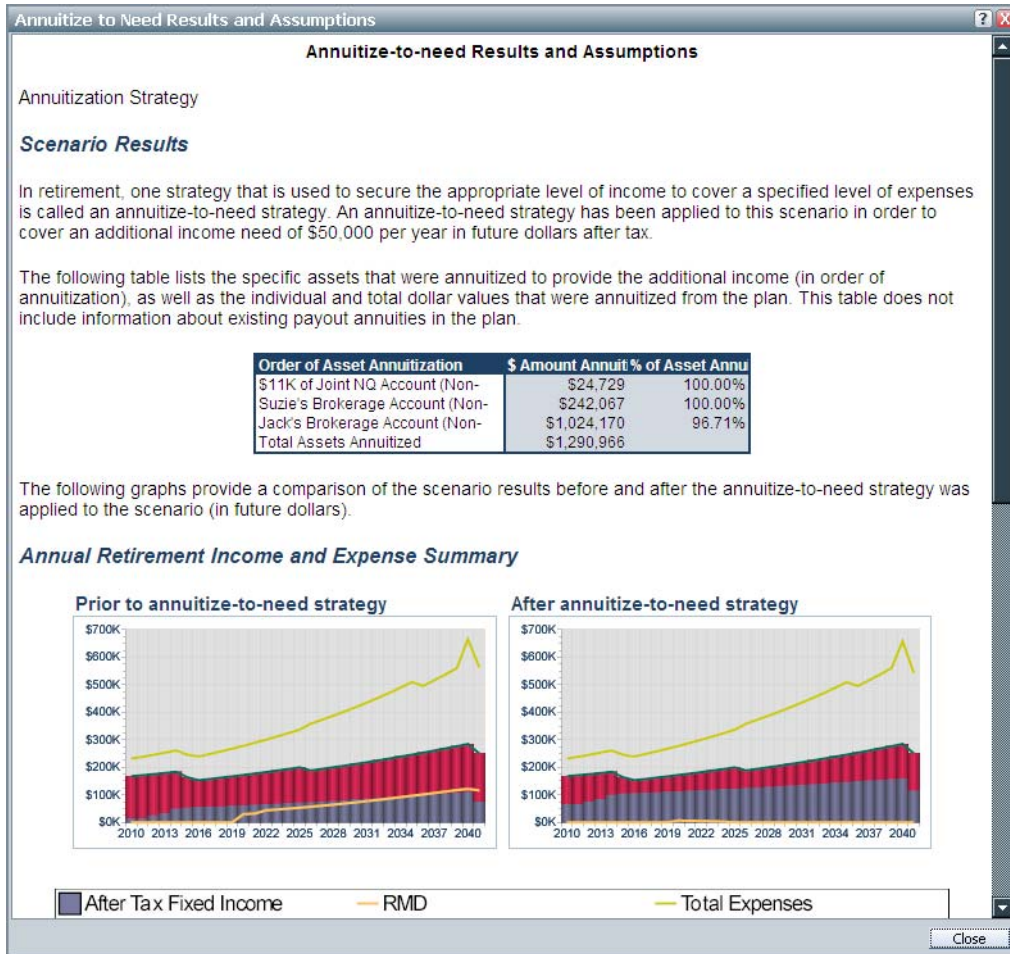 Annuitize to Need Results and Assumptions
? X
Annuitize-to-need Results and Assumptions
Annuitization Strategy
Scenario Results
In retirement, one strategy that is used to secure the appropriate level of income to cover a specified level of expenses
is called an annuitize-to-need strategy. An annuitize-to-need strategy has been applied to this scenario in order to
cover an additional income need of $50,000 per year in future dollars after tax.
The following table lists the specific assets that were annuitized to provide the additional income (in order of
annuitization), as well as the individual and total dollar values that were annuitized from the plan. This table does not
include information about existing payout annuities in the plan.
Order of Asset Annuitization $ Amount Annuiti % of Asset Annui
$11K of Joint NQ Account (Non- $24,729 100.00%
Suzie's Brokerage Account (Non- $242,067 100.00%
Jack's Brokerage Account (Non- $1,024,170 96.71%
Total Assets Annuitized $1,290,966
The following graphs provide a comparison of the scenario results before and after the annuitize-to-need strategy was
applied to the scenario (in future dollars).
Annual Retirement Income and Expense Summary
Prior to annuitize-to-need strategy
$700K
$600K
$500K
$400K
$300K
$200K
$100K
$0K
2010 2013 2016 2019 2022 2025 2028 2031 2034 2037 2040
After annuitize-to-need strategy
$700K
$600K
$500K
$400K
$300K
$200K
$100K
$0K
2010 2013 2016 2019 2022 2025 2028 2031 2034 2037 2040
After Tax Fixed Income RMD Total Expenses
Close